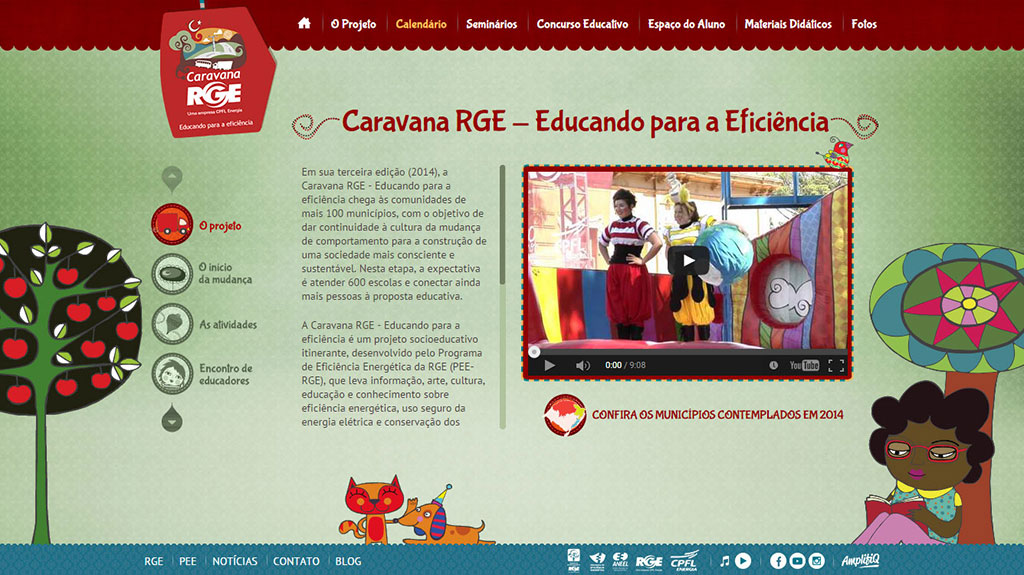 O Projeto
Calendário
Seminários
Concurso Educativo
Espaço do Aluno
Materiais Didáticos
Fotos
Caravana
RGE
Uma empresa CPFL Energia
Educando para a eficiência
Caravana RGE – Educando para a Eficiência
O projeto
O início
da mudança
As atividades
Encontro de
educadores
Em sua terceira edição (2014), a
Caravana RGE - Educando para a
eficiência chega às comunidades de
mais 100 municípios, com o objetivo de
dar continuidade à cultura da mudança
de comportamento para a construção de
uma sociedade mais consciente e
sustentável. Nesta etapa, a expectativa
é atender 600 escolas e conectar ainda
mais pessoas à proposta educativa.
A Caravana RGE - Educando para a
eficiência é um projeto socioeducativo
itinerante, desenvolvido pelo Programa
de Eficiência Energética da RGE (PEE-
RGE), que leva informação, arte, cultura,
educação e conhecimento sobre
eficiência energética, uso seguro da
energia elétrica e conservação dos
0:00 / 9:08
YouTube
CONFIRA OS MUNICÍPIOS CONTEMPLADOS EM 2014
RGE
PEE
NOTÍCIAS
CONTATO
BLOG
RGE
ANEEL
RGE
CPFL
ENERGIA
AmplifiQ